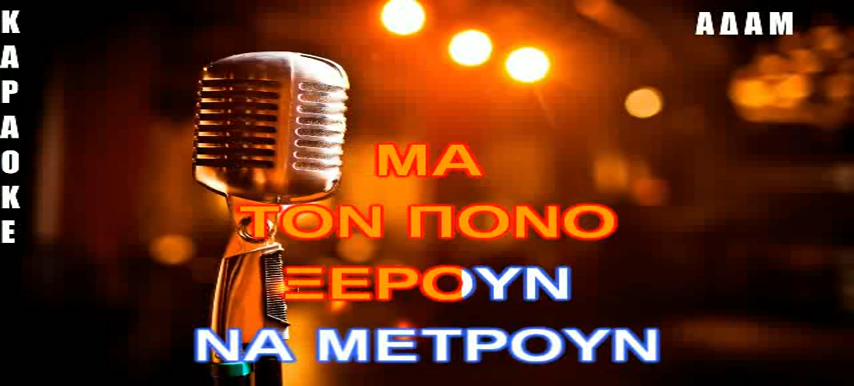 ΚΑΡΑΟΚΕ
ΑΔΑΜ
ΜΑ
ΤΟΝ ΠΟΝΟ
ΞΕΡΟΥΝ
ΝΑ ΜΕΤΡΟΥΝ